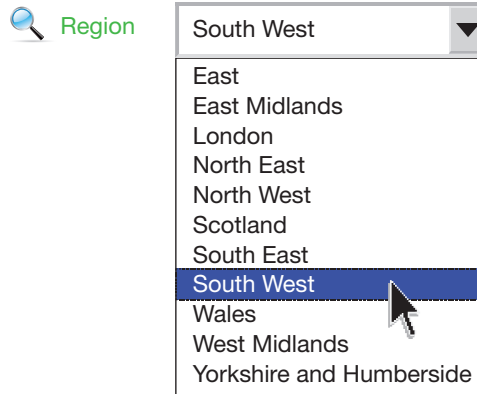 Region South West
East
East Midlands
London
North East
North West
Scotland
South East
South West
Wales
West Midlands
Yorkshire and Humberside